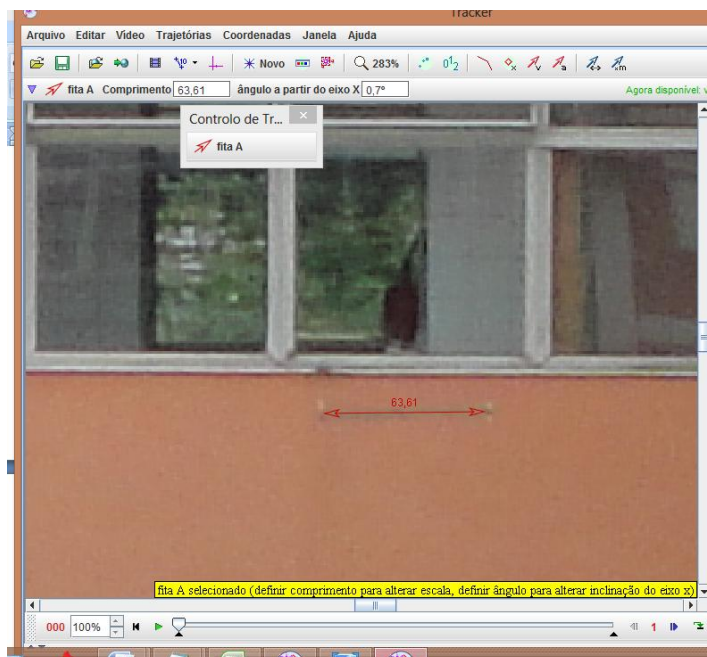 Tracker
Arquivo Editar Video Trajetórias Coordenadas Janela Ajuda
Novo 283%
fita A Comprimento 63,61 ângulo a partir do eixo X 0,7º Agora disponível: v
Controlo de Tr...
fita A
63,61
fita A selecionado (definir comprimento para alterar escala, definir ângulo para alterar inclinação do eixo x)
000 100% 1